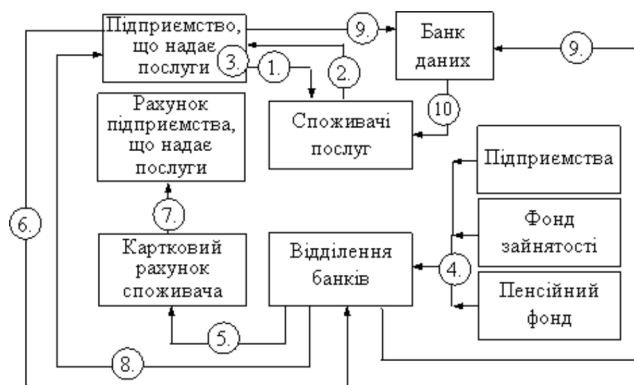 Підприємство,
що надає
послуги
3.
1.
2.
9.
Банк
даних
9.
10
Рахунок
підприємства,
що надає
послуги
Споживачі
послуг
Підприємства
6.
7.
Фонд
зайнятості
Картковий
рахунок
споживача
Відділення
банків
4.
Пенсійний
фонд
5.
8.